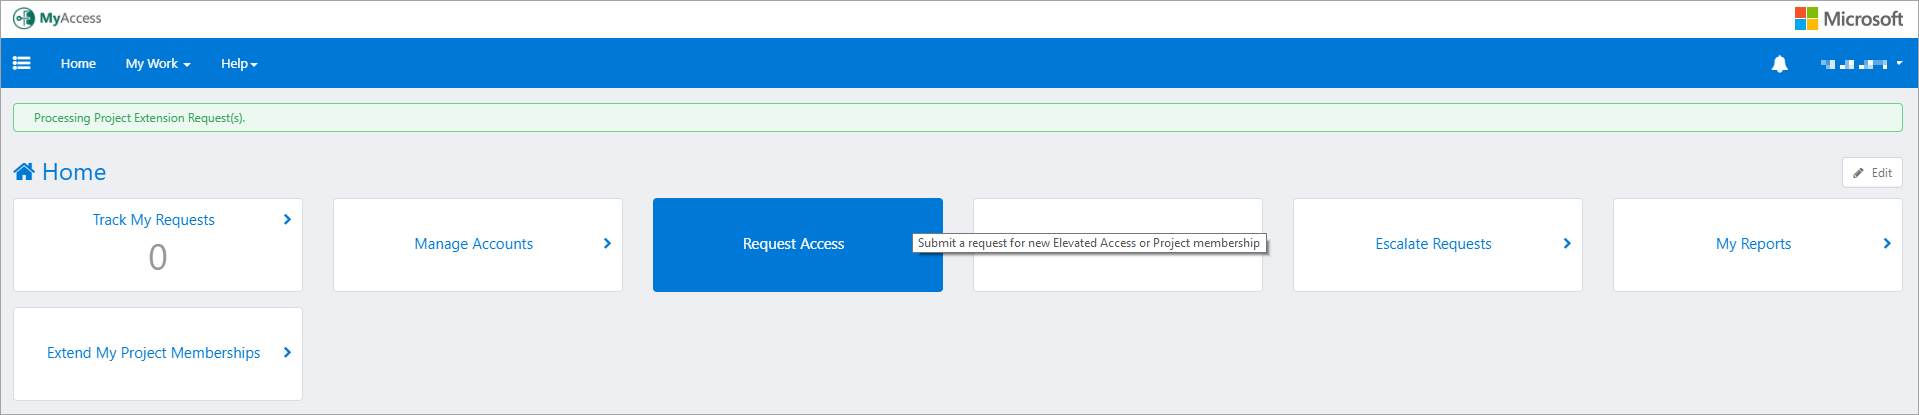 MyAccess
Microsoft
Home
My Work
Help
Processing Project Extension Request(s).
Home
Edit
Track My Requests
0
Manage Accounts
Request Access
Submit a request for new Elevated Access or Project membership
Escalate Requests
My Reports
Extend My Project Memberships